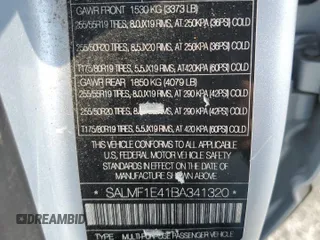 GAWR FRONT 1530 KG (3373 LB)
255/55R19 TIRES, 8.0JX19 RIMS, AT 250KPA (36PSI) COLD
255/50R20 TIRES, 8.5JX20 RIMS, AT 250KPA (36PSI) COLD
T175/80R19 TIRES, 5.5JX19 RIMS, AT420KPA (60PSI) COLD
GAWR REAR 1850 KG (4079 LB)
255/55R19 TIRES, 8.0JX19 RIMS, AT 290 KPA (42PSI) COLD
255/50R20 TIRES, RIMS, AT 290 KPA (42PSI) COLD
T175/80R19 TIRES, 5.5JX19 RIMS, AT 420 KPA (60PSI) COLD
THIS VEHICLE CONFORMS TO ALL APPLICABLE
U.S. FEDERAL MOTOR VEHICLE SAFETY
THEFT PREVENTION STANDARDS IN EFFECT ON
THE DATE OF MANUFACTURE SHOWN ABOVE.
SALMF1E41BA341320
TYPE: MULTIPURPOSE PASSENGER VEHICLE
DEALERHISTORY